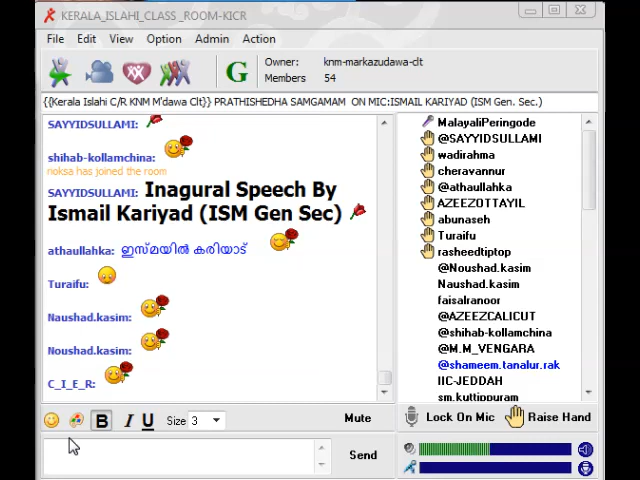 KERALA_ISLAHI_CLASS_ROOM-KICR
File Edit View Option Admin Action
G
Owner: knm-markazudawa-clt
Members 54
{{Kerala Islahi C/R KNM M'dawa Clt}} PRATHISHEDHA SAMGAMAM ON MIC:ISMAIL KARIYAD (ISM Gen. Sec.)
SAYYIDSULLAMI:
shihab-kollamchina:
noksa has joined the room
SAYYIDSULLAMI: Inagural Speech By
Ismail Kariyad (ISM Gen Sec)
athaullahka: ഇസ്മയിൽ കരിയാട്
Turaifu:
Naushad.kasim:
Noushad.kasim:
C_I_E_R:
MalayaliPeringode
@SAYYIDSULLAMI
wadirahma
cheravannur
@athaullahka
AZEEZOTTAYIL
abunaseh
Turaifu
rasheedtiptop
@Noushad.kasim
Naushad.kasim
faisalranoor
@AZEEZCALICUT
@shihab-kollamchina
@M.M_VENGARA
@shameem.tanalur.rak
IIC-JEDDAH
sm.kuttippuram
B I U Size 3 Mute
Lock On Mic Raise Hand
Send